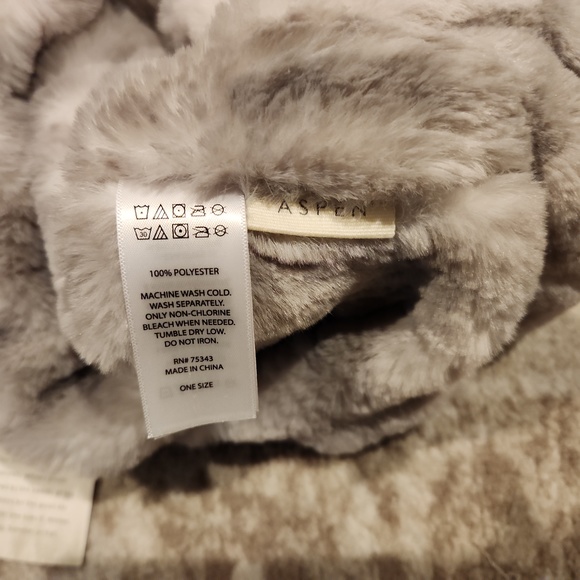 ASPEN
30
100% POLYESTER
MACHINE WASH COLD.
WASH SEPARATELY.
ONLY NON-CHLORINE
BLEACH WHEN NEEDED.
TUMBLE DRY LOW.
DO NOT IRON.
RN# 75343
MADE IN CHINA
ONE SIZE